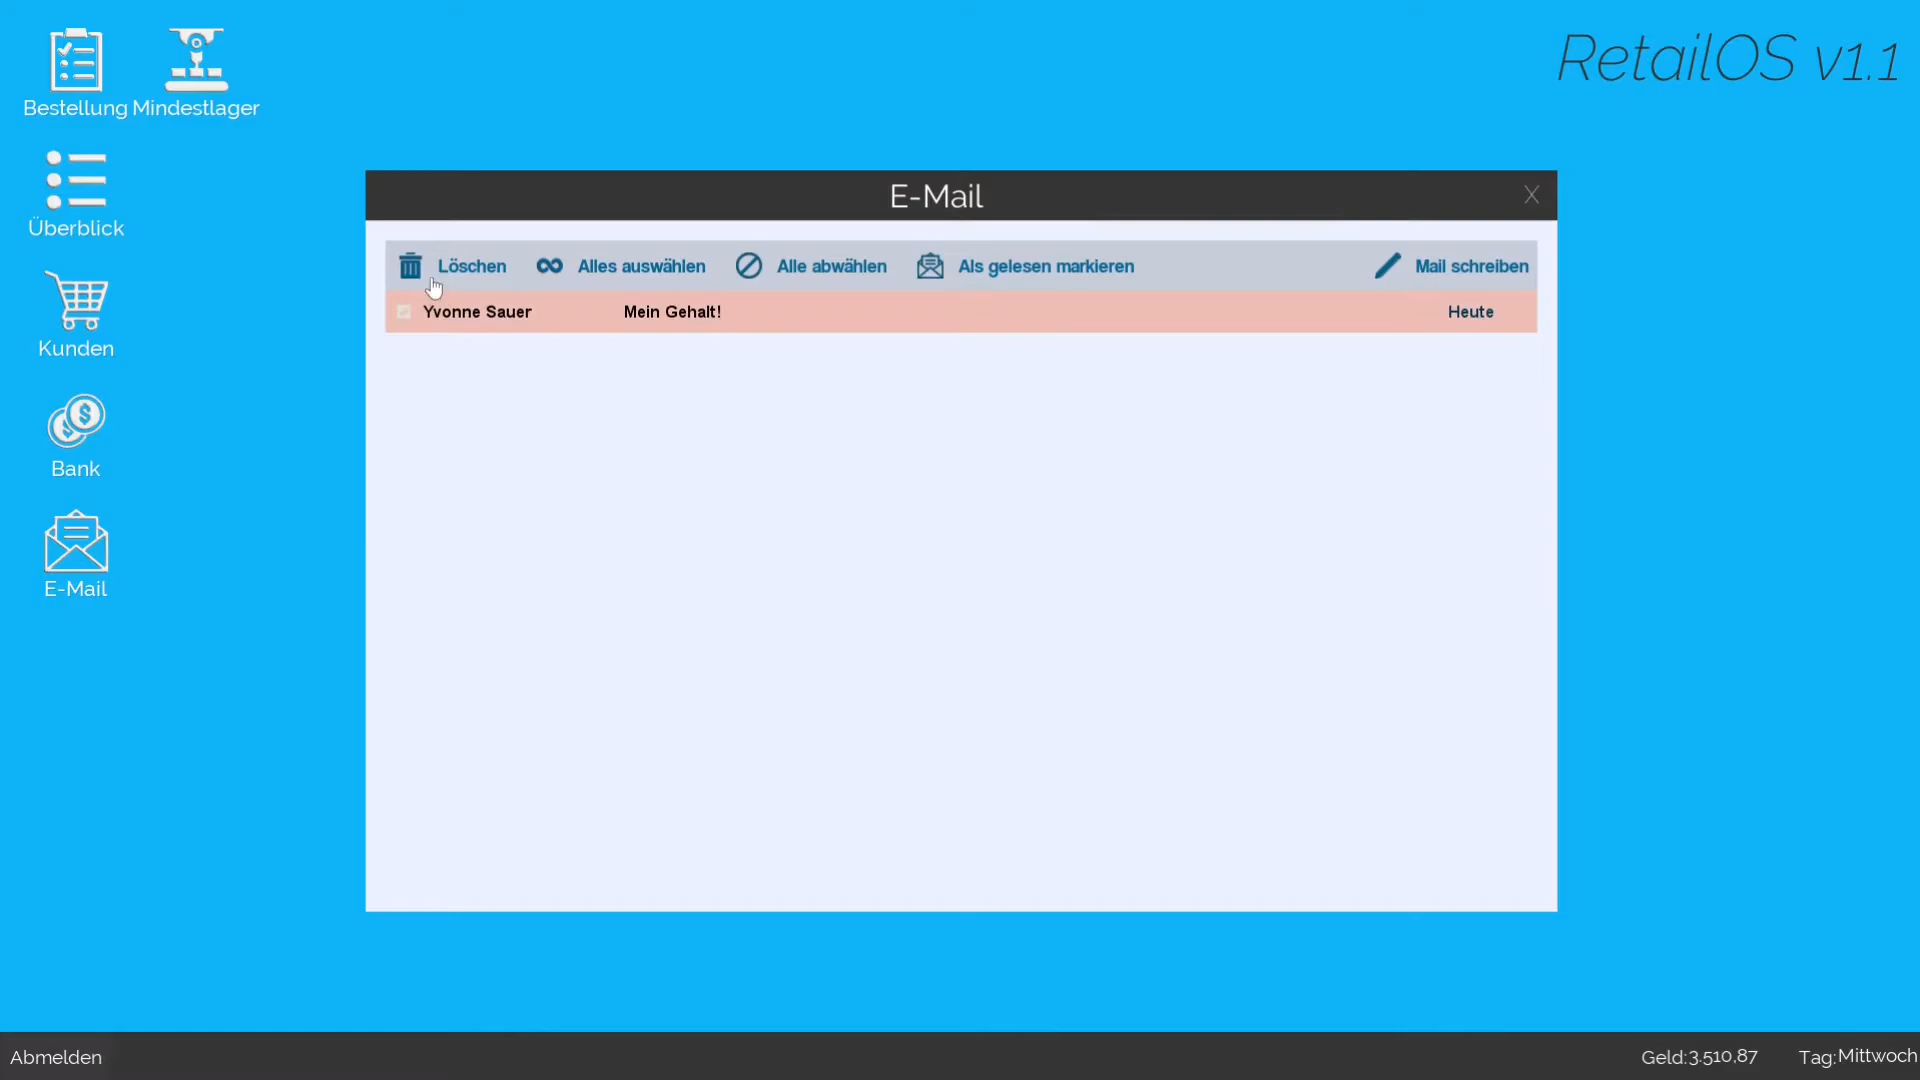 RetailOS v1.1
Bestellung Mindestlager
Überblick
Kunden
Bank
E-Mail
E-Mail X
Löschen Alles auswählen Alle abwählen Als gelesen markieren Mail schreiben
Yvonne Sauer Mein Gehalt! Heute
Abmelden Geld:3.510,87 Tag:Mittwoch